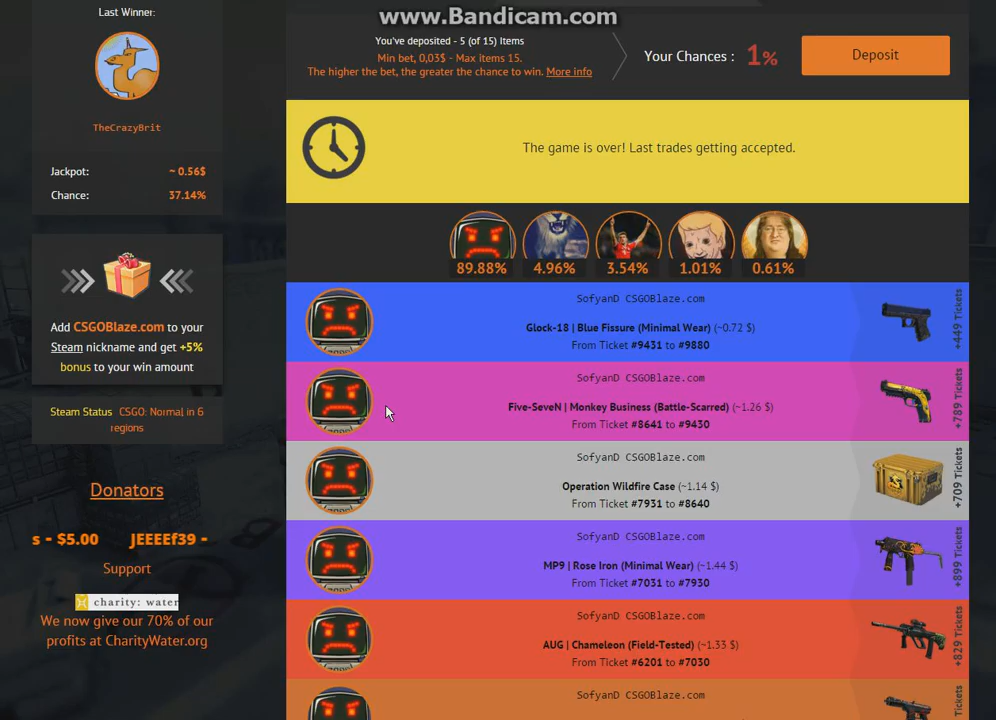 www.Bandicam.com
Last Winner:
TheCrazyBrit
Jackpot: ~ 0.56$
Chance: 37.14%
Add CSGOBlaze.com to your
Steam nickname and get +5%
bonus to your win amount
Steam Status CSGO: Normal in 6
regions
Donators
s - $5.00 JEEEEf39 -
Support
charity: water
We now give our 70% of our
profits at CharityWater.org
You've deposited - 5 (of 15) Items
Min bet, 0,03$ - Max items 15.
The higher the bet, the greater the chance to win. More info
Your Chances : 1%
Deposit
The game is over! Last trades getting accepted.
89.88% 4.96% 3.54% 1.01% 0.61%
SofyanD CSGOBlaze.com
Glock-18 | Blue Fissure (Minimal Wear) (~0.72 $)
From Ticket #9431 to #9880
+449 Tickets
SofyanD CSGOBlaze.com
Five-SeveN | Monkey Business (Battle-Scarred) (~1.26 $)
From Ticket #8641 to #9430
+789 Tickets
SofyanD CSGOBlaze.com
Operation Wildfire Case (~1.14 $)
From Ticket #7931 to #8640
+709 Tickets
SofyanD CSGOBlaze.com
MP9 | Rose Iron (Minimal Wear) (~1.44 $)
From Ticket #7031 to #7930
+899 Tickets
SofyanD CSGOBlaze.com
AUG | Chameleon (Field-Tested) (~1.33 $)
From Ticket #6201 to #7030
+829 Tickets
SofyanD CSGOBlaze.com